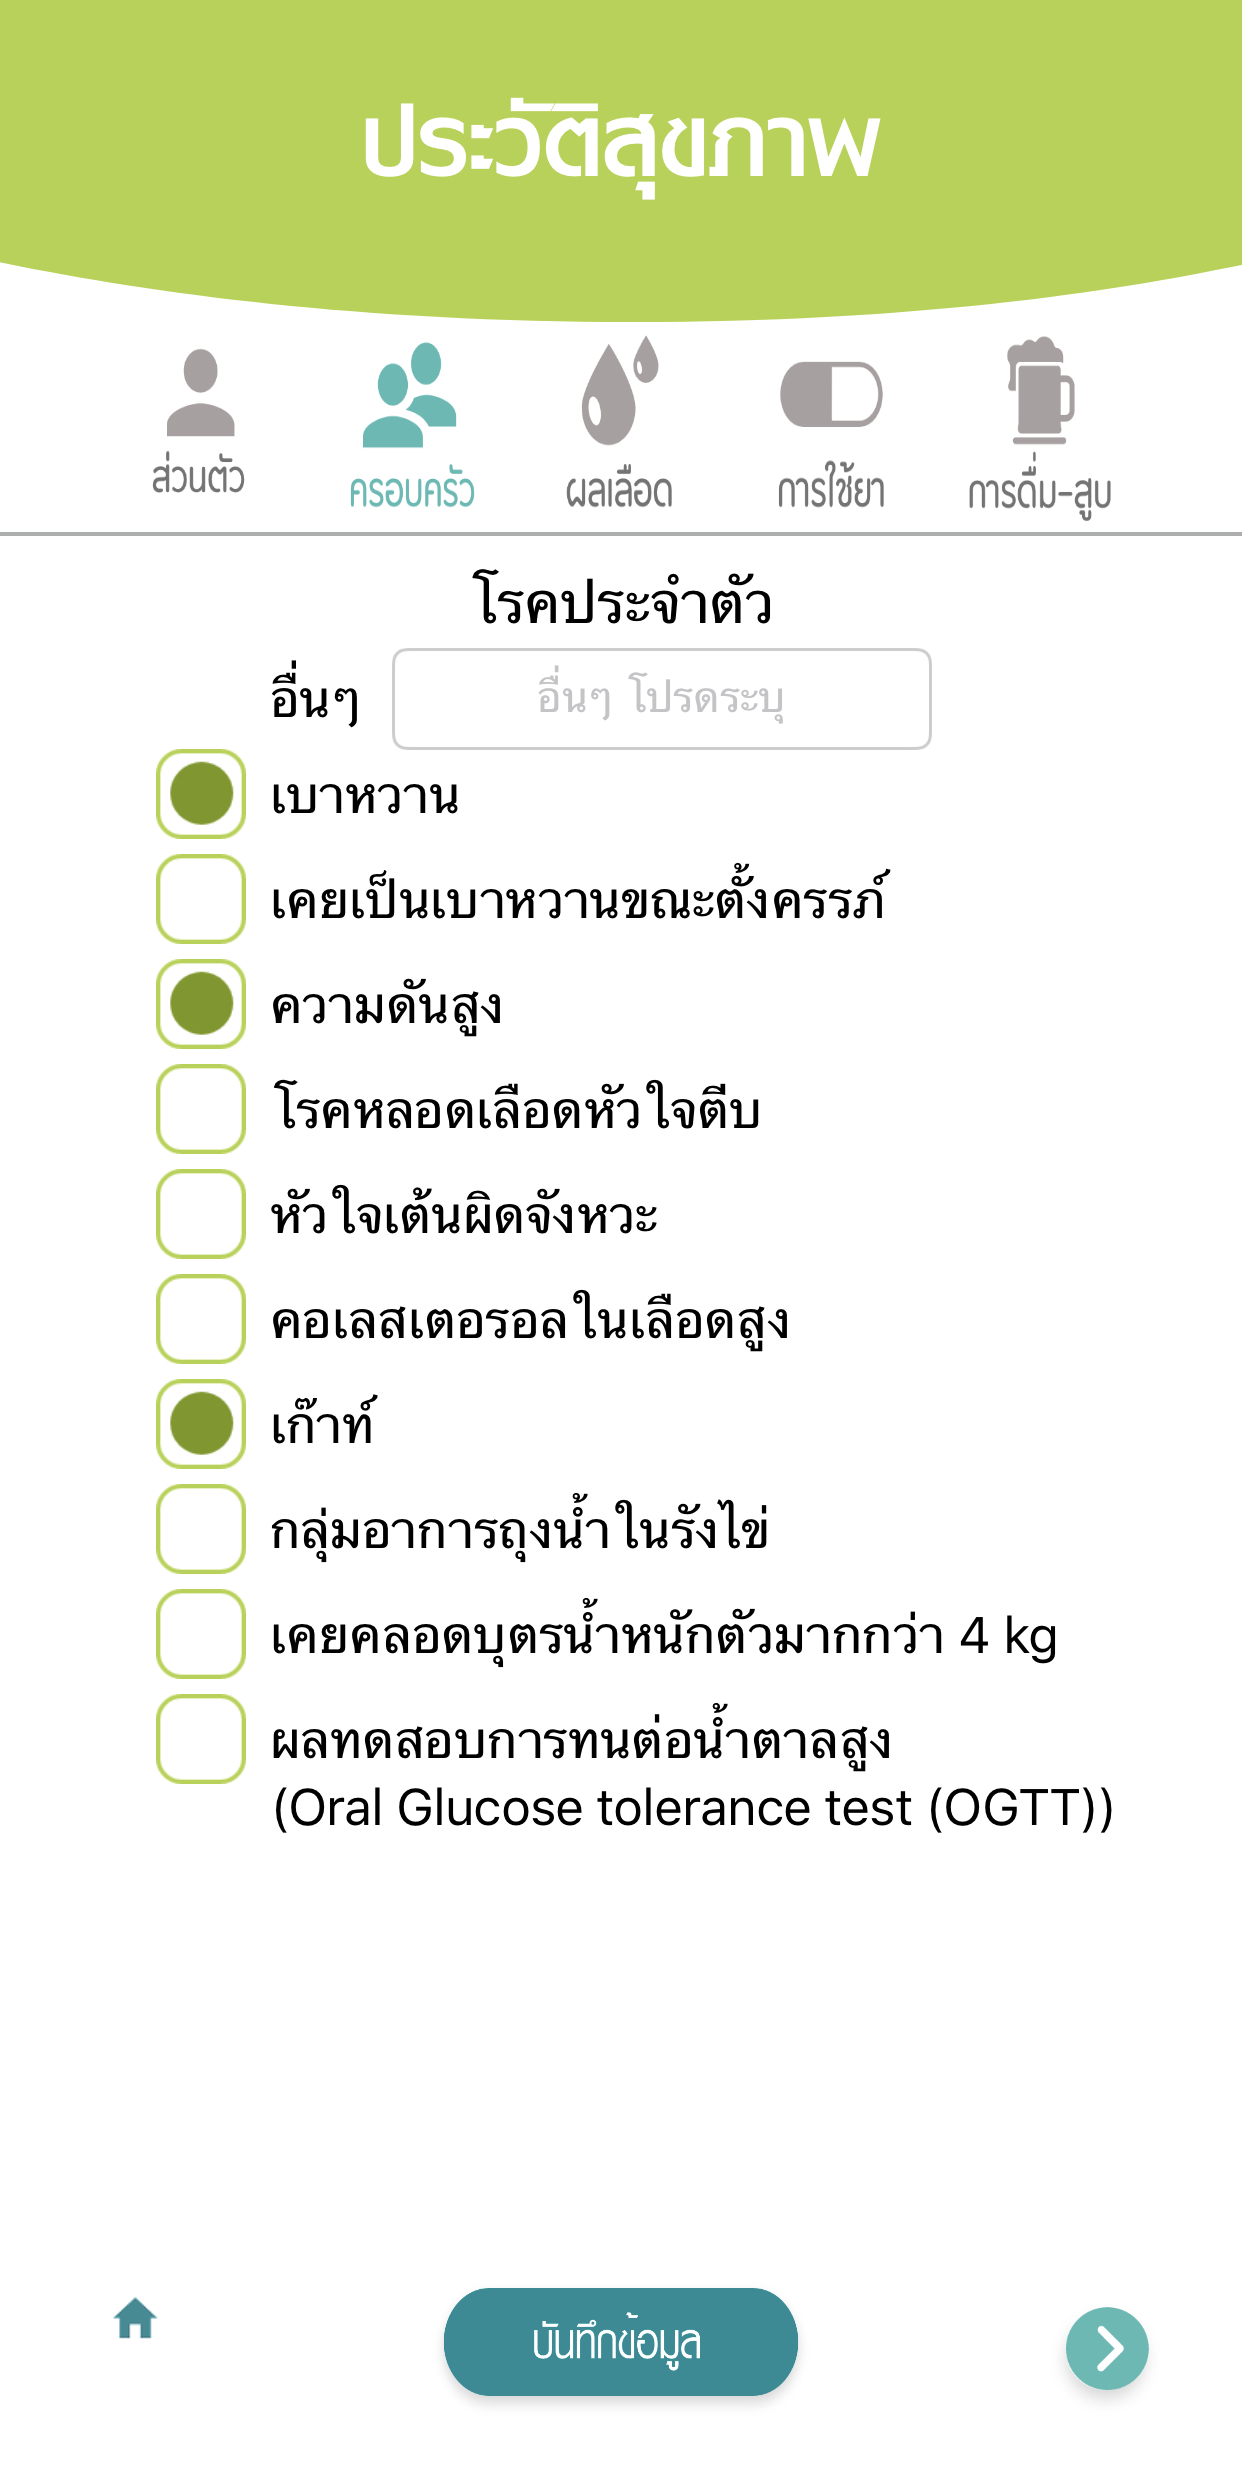 ประวัติสุขภาพ
ส่วนตัว
ครอบครัว
ผลเลือด
การใช้ยา
การดื่ม-สูบ
โรคประจำตัว
อื่นๆ
อื่นๆ โปรดระบุ
เบาหวาน
เคยเป็นเบาหวานขณะตั้งครรภ์
ความดันสูง
โรคหลอดเลือดหัวใจตีบ
หัวใจเต้นผิดจังหวะ
คอเลสเตอรอลในเลือดสูง
เก๊าท์
กลุ่มอาการถุงน้ำในรังไข่
เคยคลอดบุตรน้ำหนักตัวมากกว่า 4 kg
ผลทดสอบการทนต่อน้ำตาลสูง
(Oral Glucose tolerance test (OGTT))
บันทึกข้อมูล